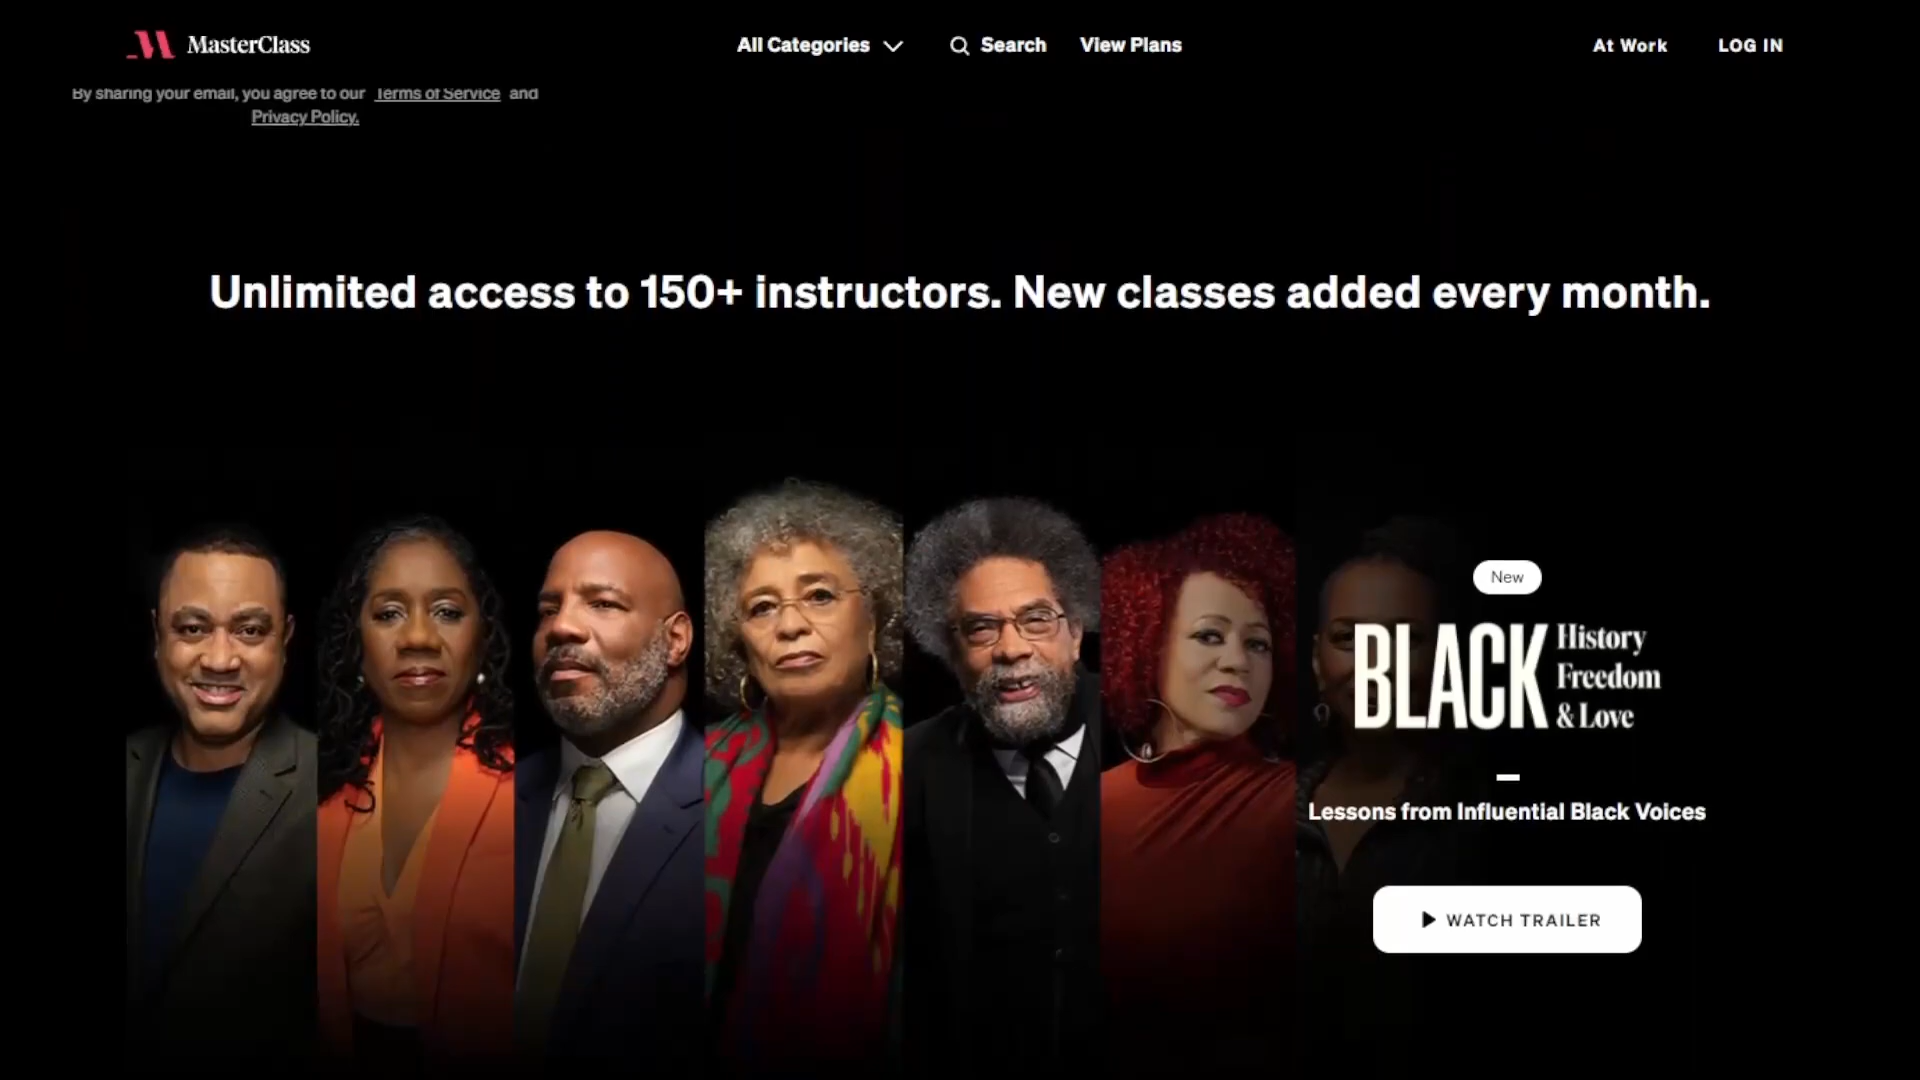 MasterClass
All Categories
Search
View Plans
At Work
LOG IN
By sharing your email, you agree to our Terms of Service and
Privacy Policy.
Unlimited access to 150+ instructors. New classes added every month.
New
BLACK
History
Freedom
& Love
Lessons from Influential Black Voices
WATCH TRAILER